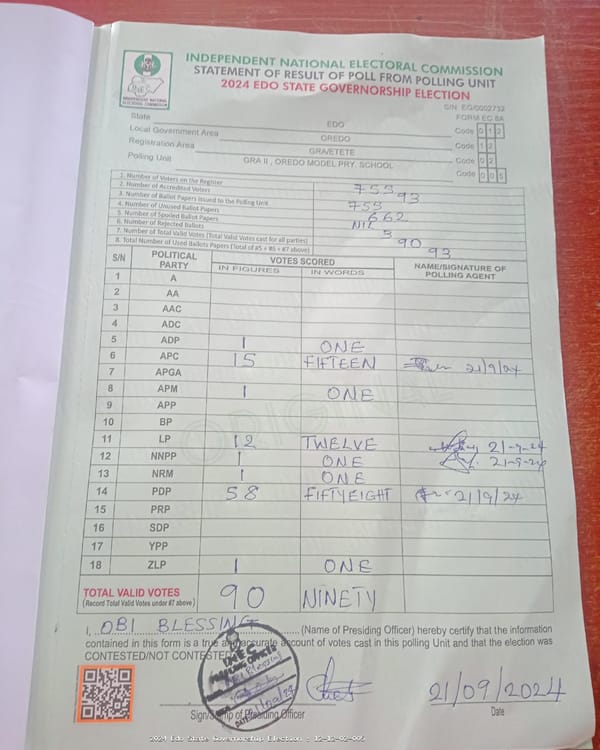 INDEPENDENT NATIONAL ELECTORAL COMMISSION
STATEMENT OF RESULT OF POLL FROM POLLING UNIT
2024 EDO STATE GOVERNORSHIP ELECTION
INDEPENDENT NATIONAL ELECTORAL COMMISSION
S/N: EG/0002732
FORM EC 8A
State EDO Code 0 1 2
Local Government Area OREDO Code 1 2
Registration Area GRA/ETETE Code 0 2
Polling Unit GRA II , OREDO MODEL PRY. SCHOOL Code 0 0 5
1. Number of Voters on the Register 755
2. Number of Accredited Voters 93
3. Number of Ballot Papers Issued to the Polling Unit 755
4. Number of Unused Ballot Papers 662
5. Number of Spoiled Ballot Papers NIL
6. Number of Rejected Ballots 3
7. Number of Total Valid Votes (Total Valid Votes cast for all parties) 90
8. Total Number of Used Ballots Papers (Total of #5 + #6 + #7 above) 93
S/N POLITICAL PARTY VOTES SCORED NAME/SIGNATURE OF POLLING AGENT
IN FIGURES IN WORDS
1 A
2 AA
3 AAC
4 ADC
5 ADP 1 ONE
6 APC 15 FIFTEEN 21/9/24
7 APGA
8 APM 1 ONE
9 APP
10 BP
11 LP 12 TWELVE 21-9-24
12 NNPP 1 ONE 21-9-24
13 NRM 1 ONE
14 PDP 58 FIFTYEIGHT 21/9/24
15 PRP
16 SDP
17 YPP
18 ZLP 1 ONE
ORIGINAL
TOTAL VALID VOTES 90 NINETY
(Record Total Valid Votes under #7 above)
I, OBI BLESSING (Name of Presiding Officer) hereby certify that the information
contained in this form is a true and accurate account of votes cast in this polling Unit and that the election was
CONTESTED/NOT CONTESTED
21/09/2024
Sign/Stamp of Presiding Officer Date
2024 Edo State Governorship Election : 12-12-02-005